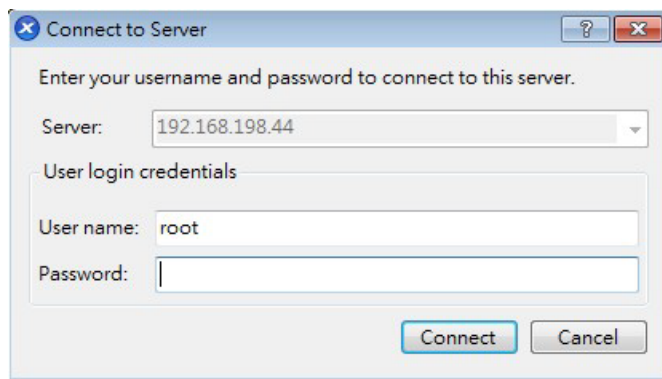 Connect to Server
Enter your username and password to connect to this server.
Server: 192.168.198.44
User login credentials
User name: root
Password:
Connect Cancel